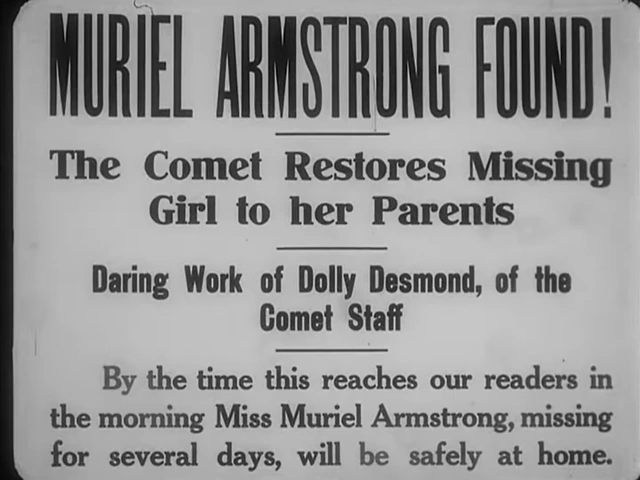 MURIEL ARMSTRONG FOUND!
The Comet Restores Missing
Girl to her Parents
Daring Work of Dolly Desmond, of the
Comet Staff
By the time this reaches our readers in
the morning Miss Muriel Armstrong, missing
for several days, will be safely at home.